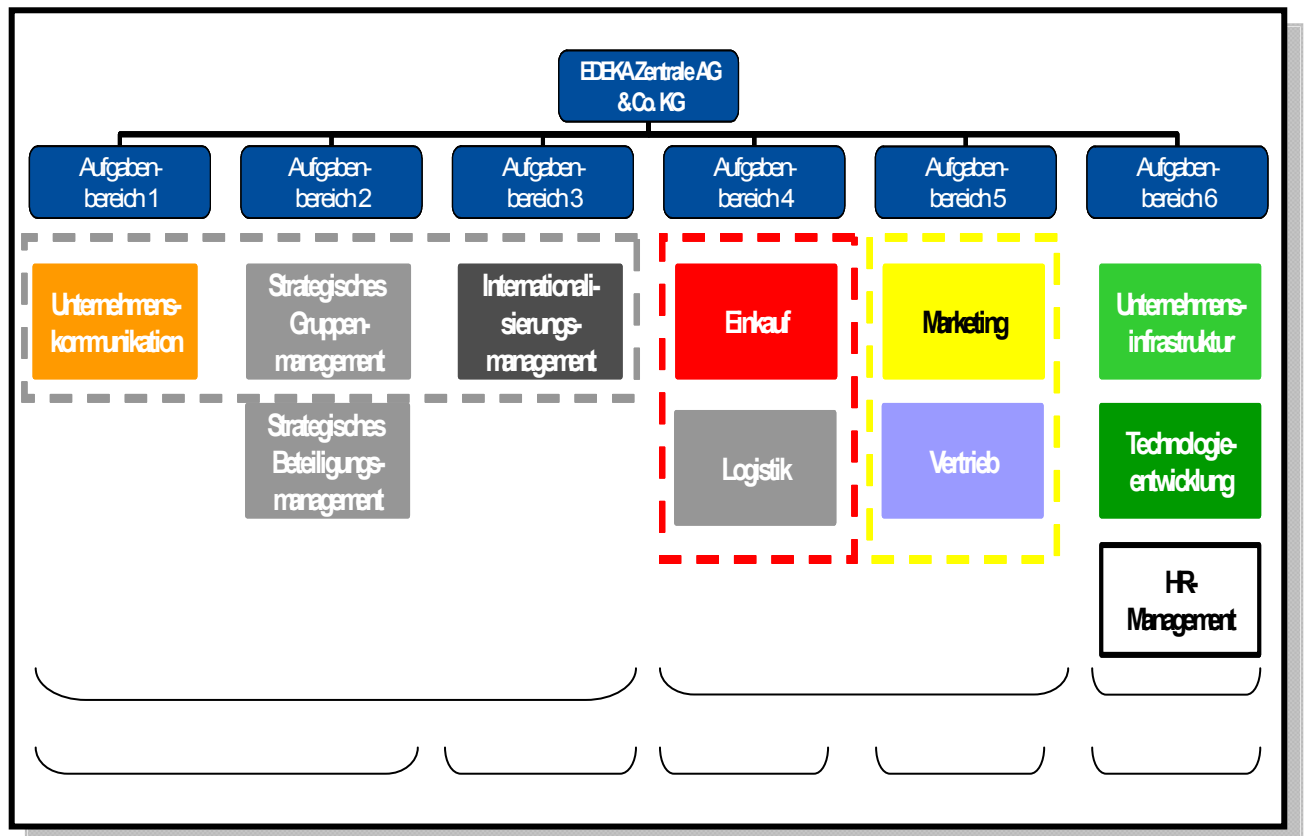 EDEKA Zentrale AG
& Co. KG
Aufgaben-
bereich 1
Aufgaben-
bereich 2
Aufgaben-
bereich 3
Aufgaben-
bereich 4
Aufgaben-
bereich 5
Aufgaben-
bereich 6
Unternehmens-
kommunikation
Strategisches
Gruppen-
management
Internationali-
sierungs-
management
Einkauf
Marketing
Unternehmens-
infrastruktur
Strategisches
Beteiligungs-
management
Logistik
Vertrieb
Technologie-
entwicklung
HR-
Management